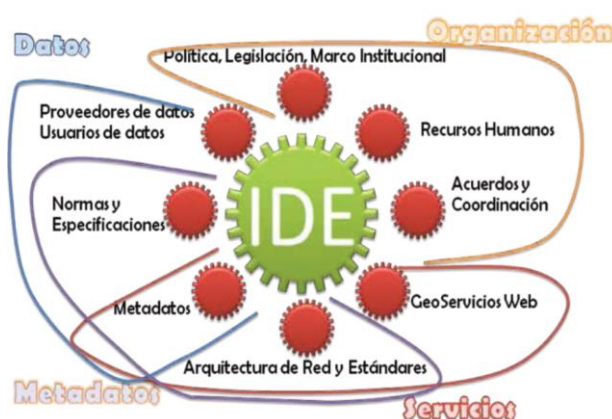 Datos
Organización
Política, Legislación, Marco Institucional
Proveedores de datos
Usuarios de datos
Recursos Humanos
Normas y
Especificaciones
IDE
Acuerdos y
Coordinación
Metadatos
GeoServicios Web
Arquitectura de Red y Estándares
Metadatos
Servicios